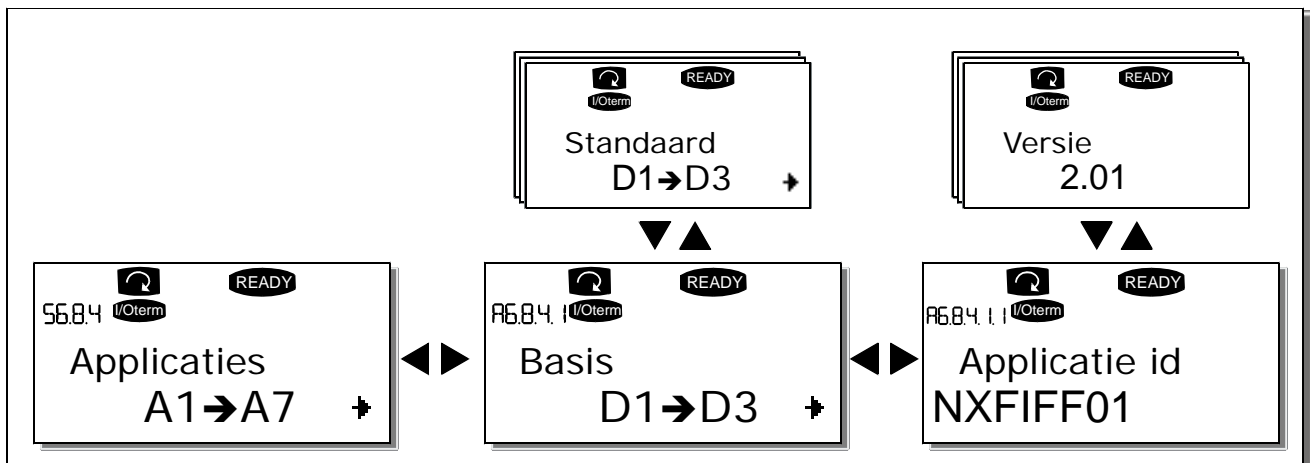 READY
I/Oterm
Standaard
D1➔D3
READY
I/Oterm
Versie
2.01
READY
S6.8.4 I/Oterm
Applicaties
A1➔A7
READY
A6.8.4.1 I/Oterm
Basis
D1➔D3
READY
A6.8.4.1.1 I/Oterm
Applicatie id
NXFIFF01